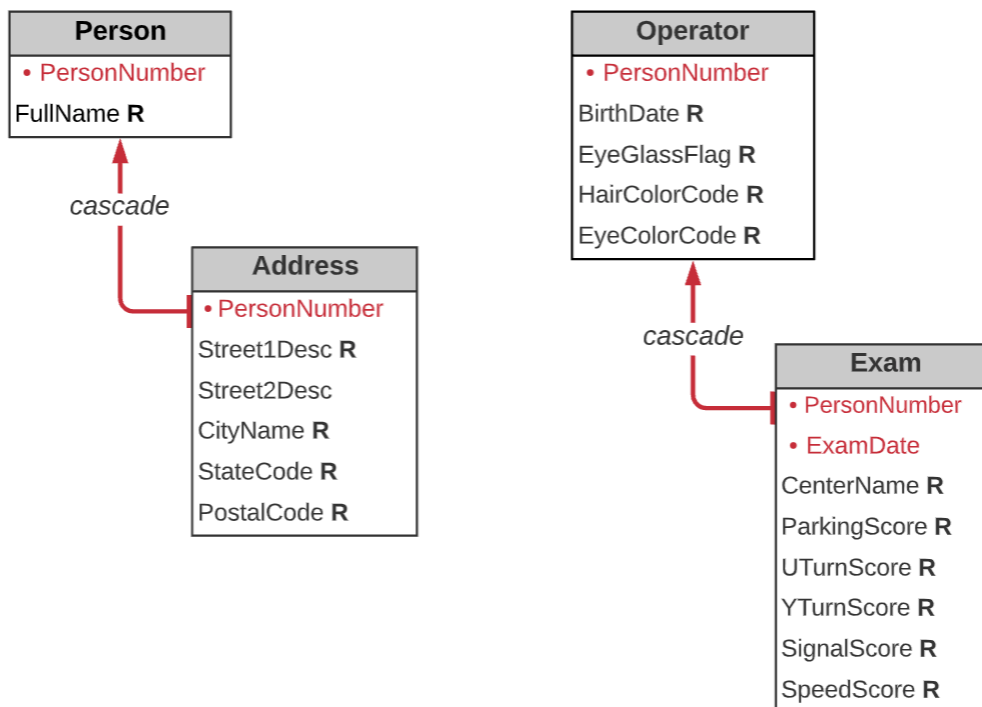 Person
• PersonNumber
FullName R
cascade
Address
• PersonNumber
Street1Desc R
Street2Desc
CityName R
StateCode R
PostalCode R
Operator
• PersonNumber
BirthDate R
EyeGlassFlag R
HairColorCode R
EyeColorCode R
cascade
Exam
• PersonNumber
• ExamDate
CenterName R
ParkingScore R
UTurnScore R
YTurnScore R
SignalScore R
SpeedScore R